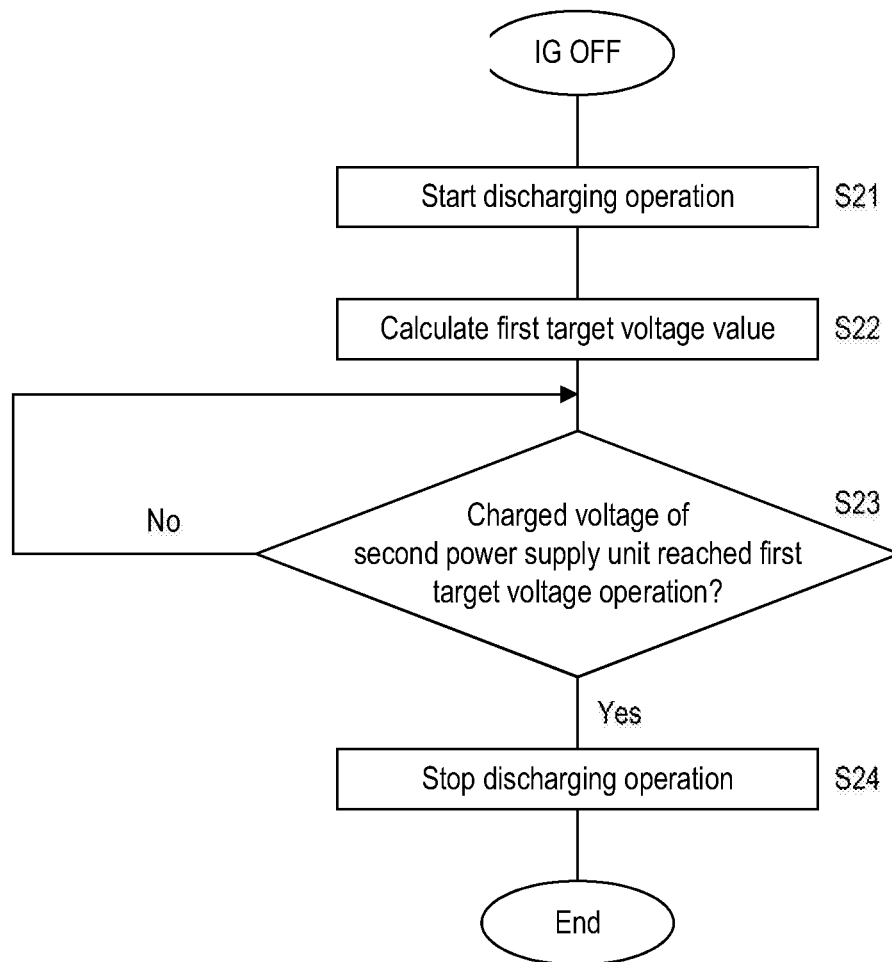 IG OFF
Start discharging operation
S21
Calculate first target voltage value
S22
S23
Charged voltage of
second power supply unit reached first
target voltage operation?
No
Yes
Stop discharging operation
S24
End